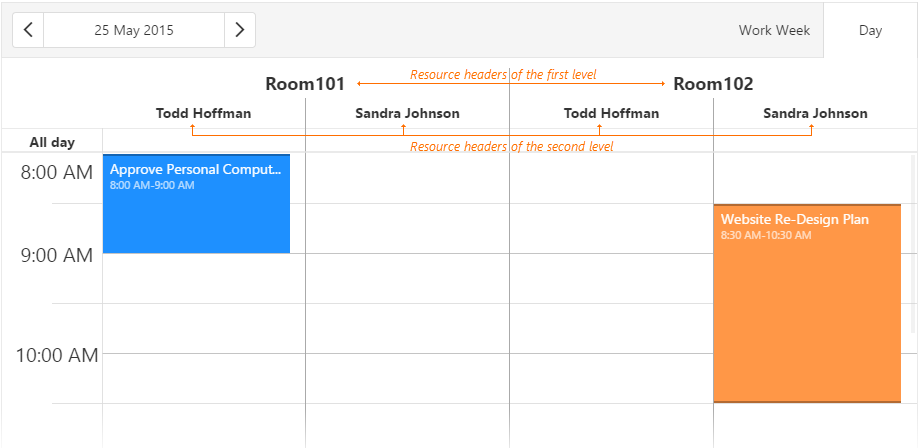 25 May 2015
Work Week
Day
Resource headers of the first level
Room101
Room102
Todd Hoffman
Sandra Johnson
Todd Hoffman
Sandra Johnson
All day
Resource headers of the second level
8:00 AM
Approve Personal Comput...
8:00 AM-9:00 AM
Website Re-Design Plan
8:30 AM-10:30 AM
9:00 AM
10:00 AM